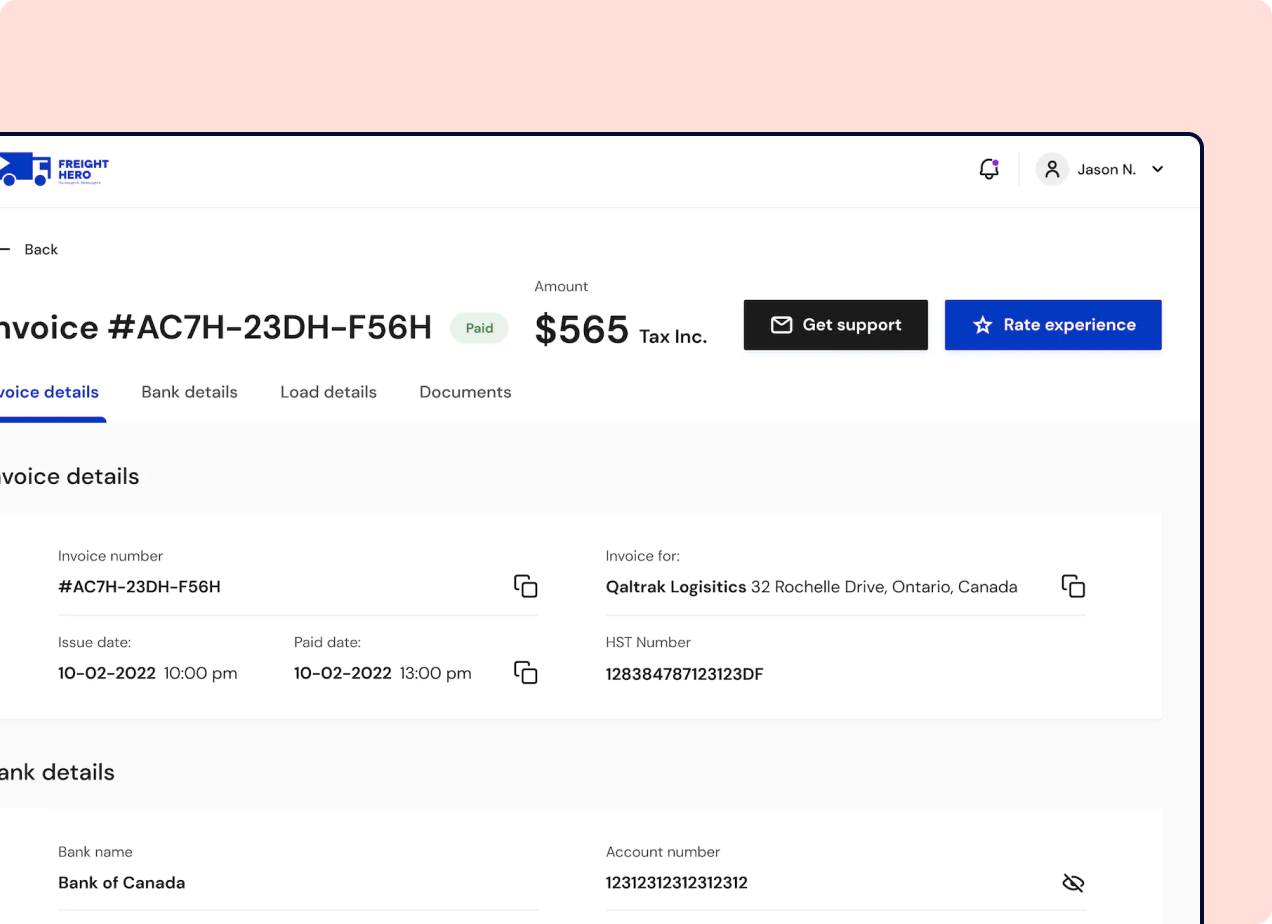 FREIGHT
HERO
Jason N.
Back
nvoice #AC7H-23DH-F56H
Paid
Amount
$565 Tax Inc.
Get support
Rate experience
voice details
Bank details
Load details
Documents
nvoice details
Invoice number
#AC7H-23DH-F56H
Invoice for:
Qaltrak Logisitics 32 Rochelle Drive, Ontario, Canada
Issue date:
10-02-2022 10:00 pm
Paid date:
10-02-2022 13:00 pm
HST Number
128384787123123DF
ank details
Bank name
Bank of Canada
Account number
12312312312312312